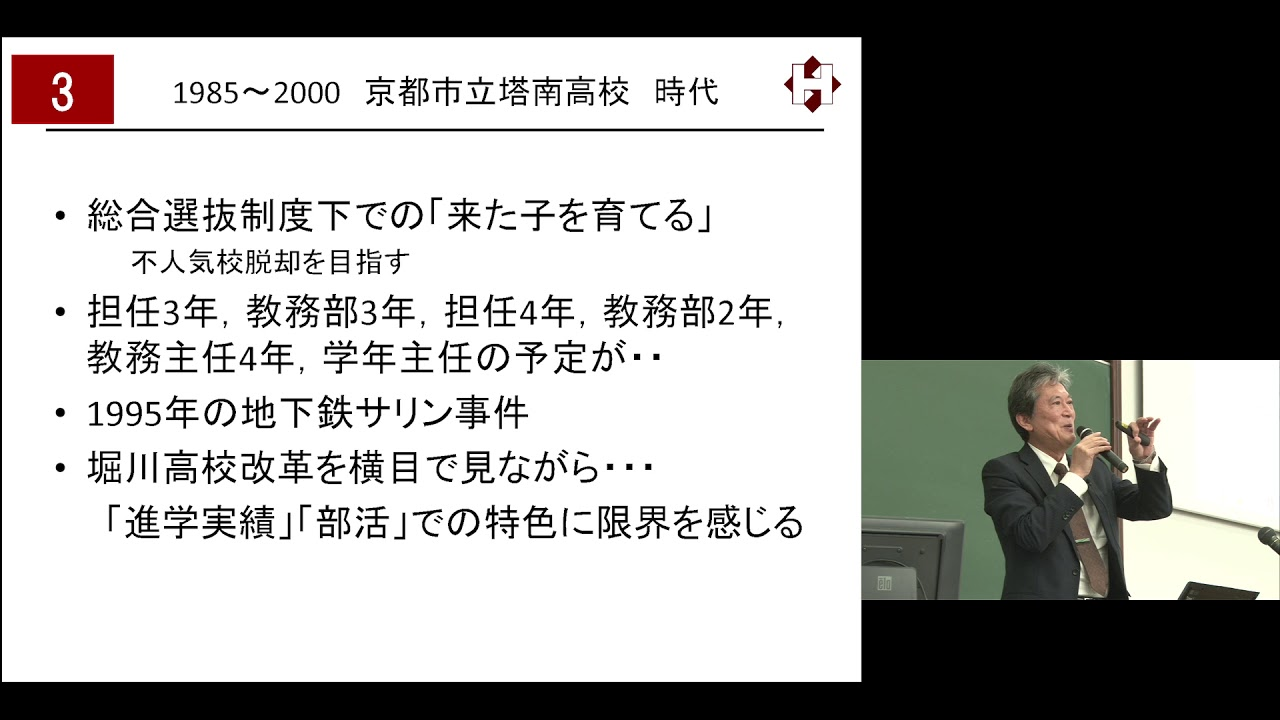 3
1985～2000 京都市立塔南高校 時代
• 総合選抜制度下での「来た子を育てる」
不人気校脱却を目指す
• 担任3年，教務部3年，担任4年，教務部2年，
教務主任4年，学年主任の予定が・・
• 1995年の地下鉄サリン事件
• 堀川高校改革を横目で見ながら・・・
「進学実績」「部活」での特色に限界を感じる